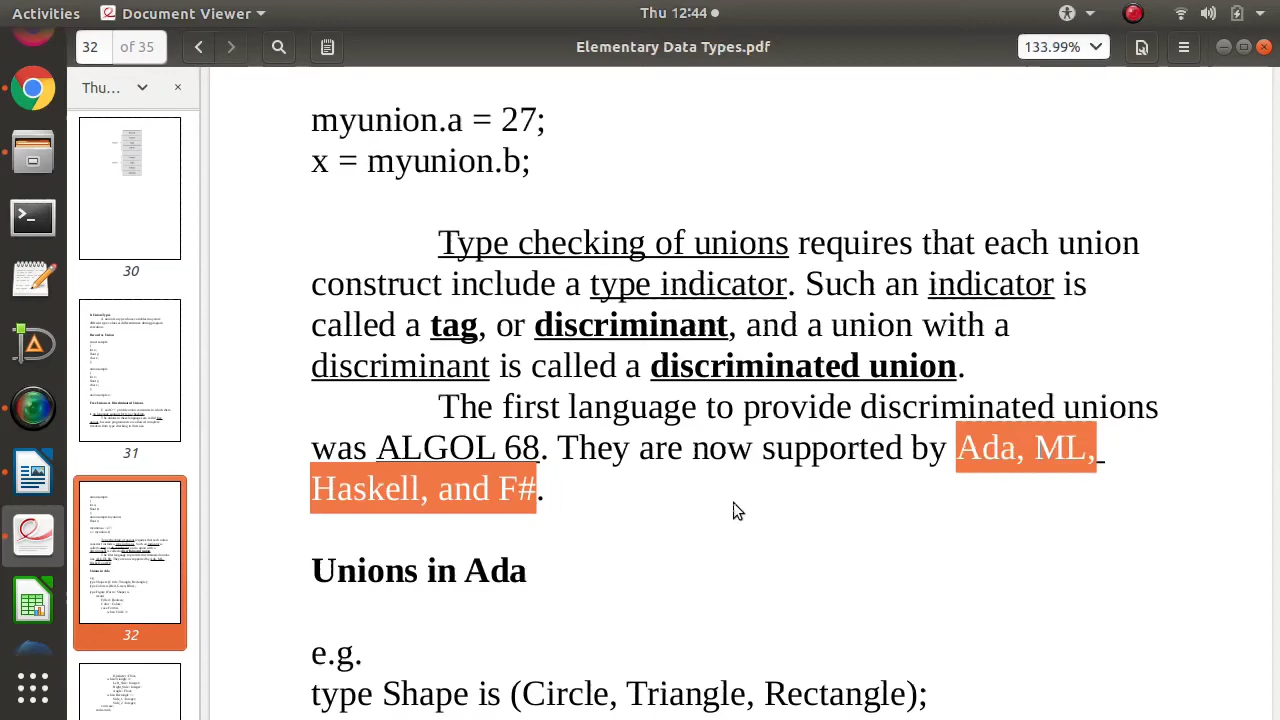 Activities Document Viewer Thu 12:44
32 of 35 Elementary Data Types.pdf 133.99%
Thu...
30
31
32
myunion.a = 27;
x = myunion.b;
Type checking of unions requires that each union
construct include a type indicator. Such an indicator is
called a tag, or discriminant, and a union with a
discriminant is called a discriminated union.
The first language to provide discriminated unions
was ALGOL 68. They are now supported by Ada, ML,
Haskell, and F#.
Unions in Ada
e.g.
type Shape is (Circle, Triangle, Rectangle);